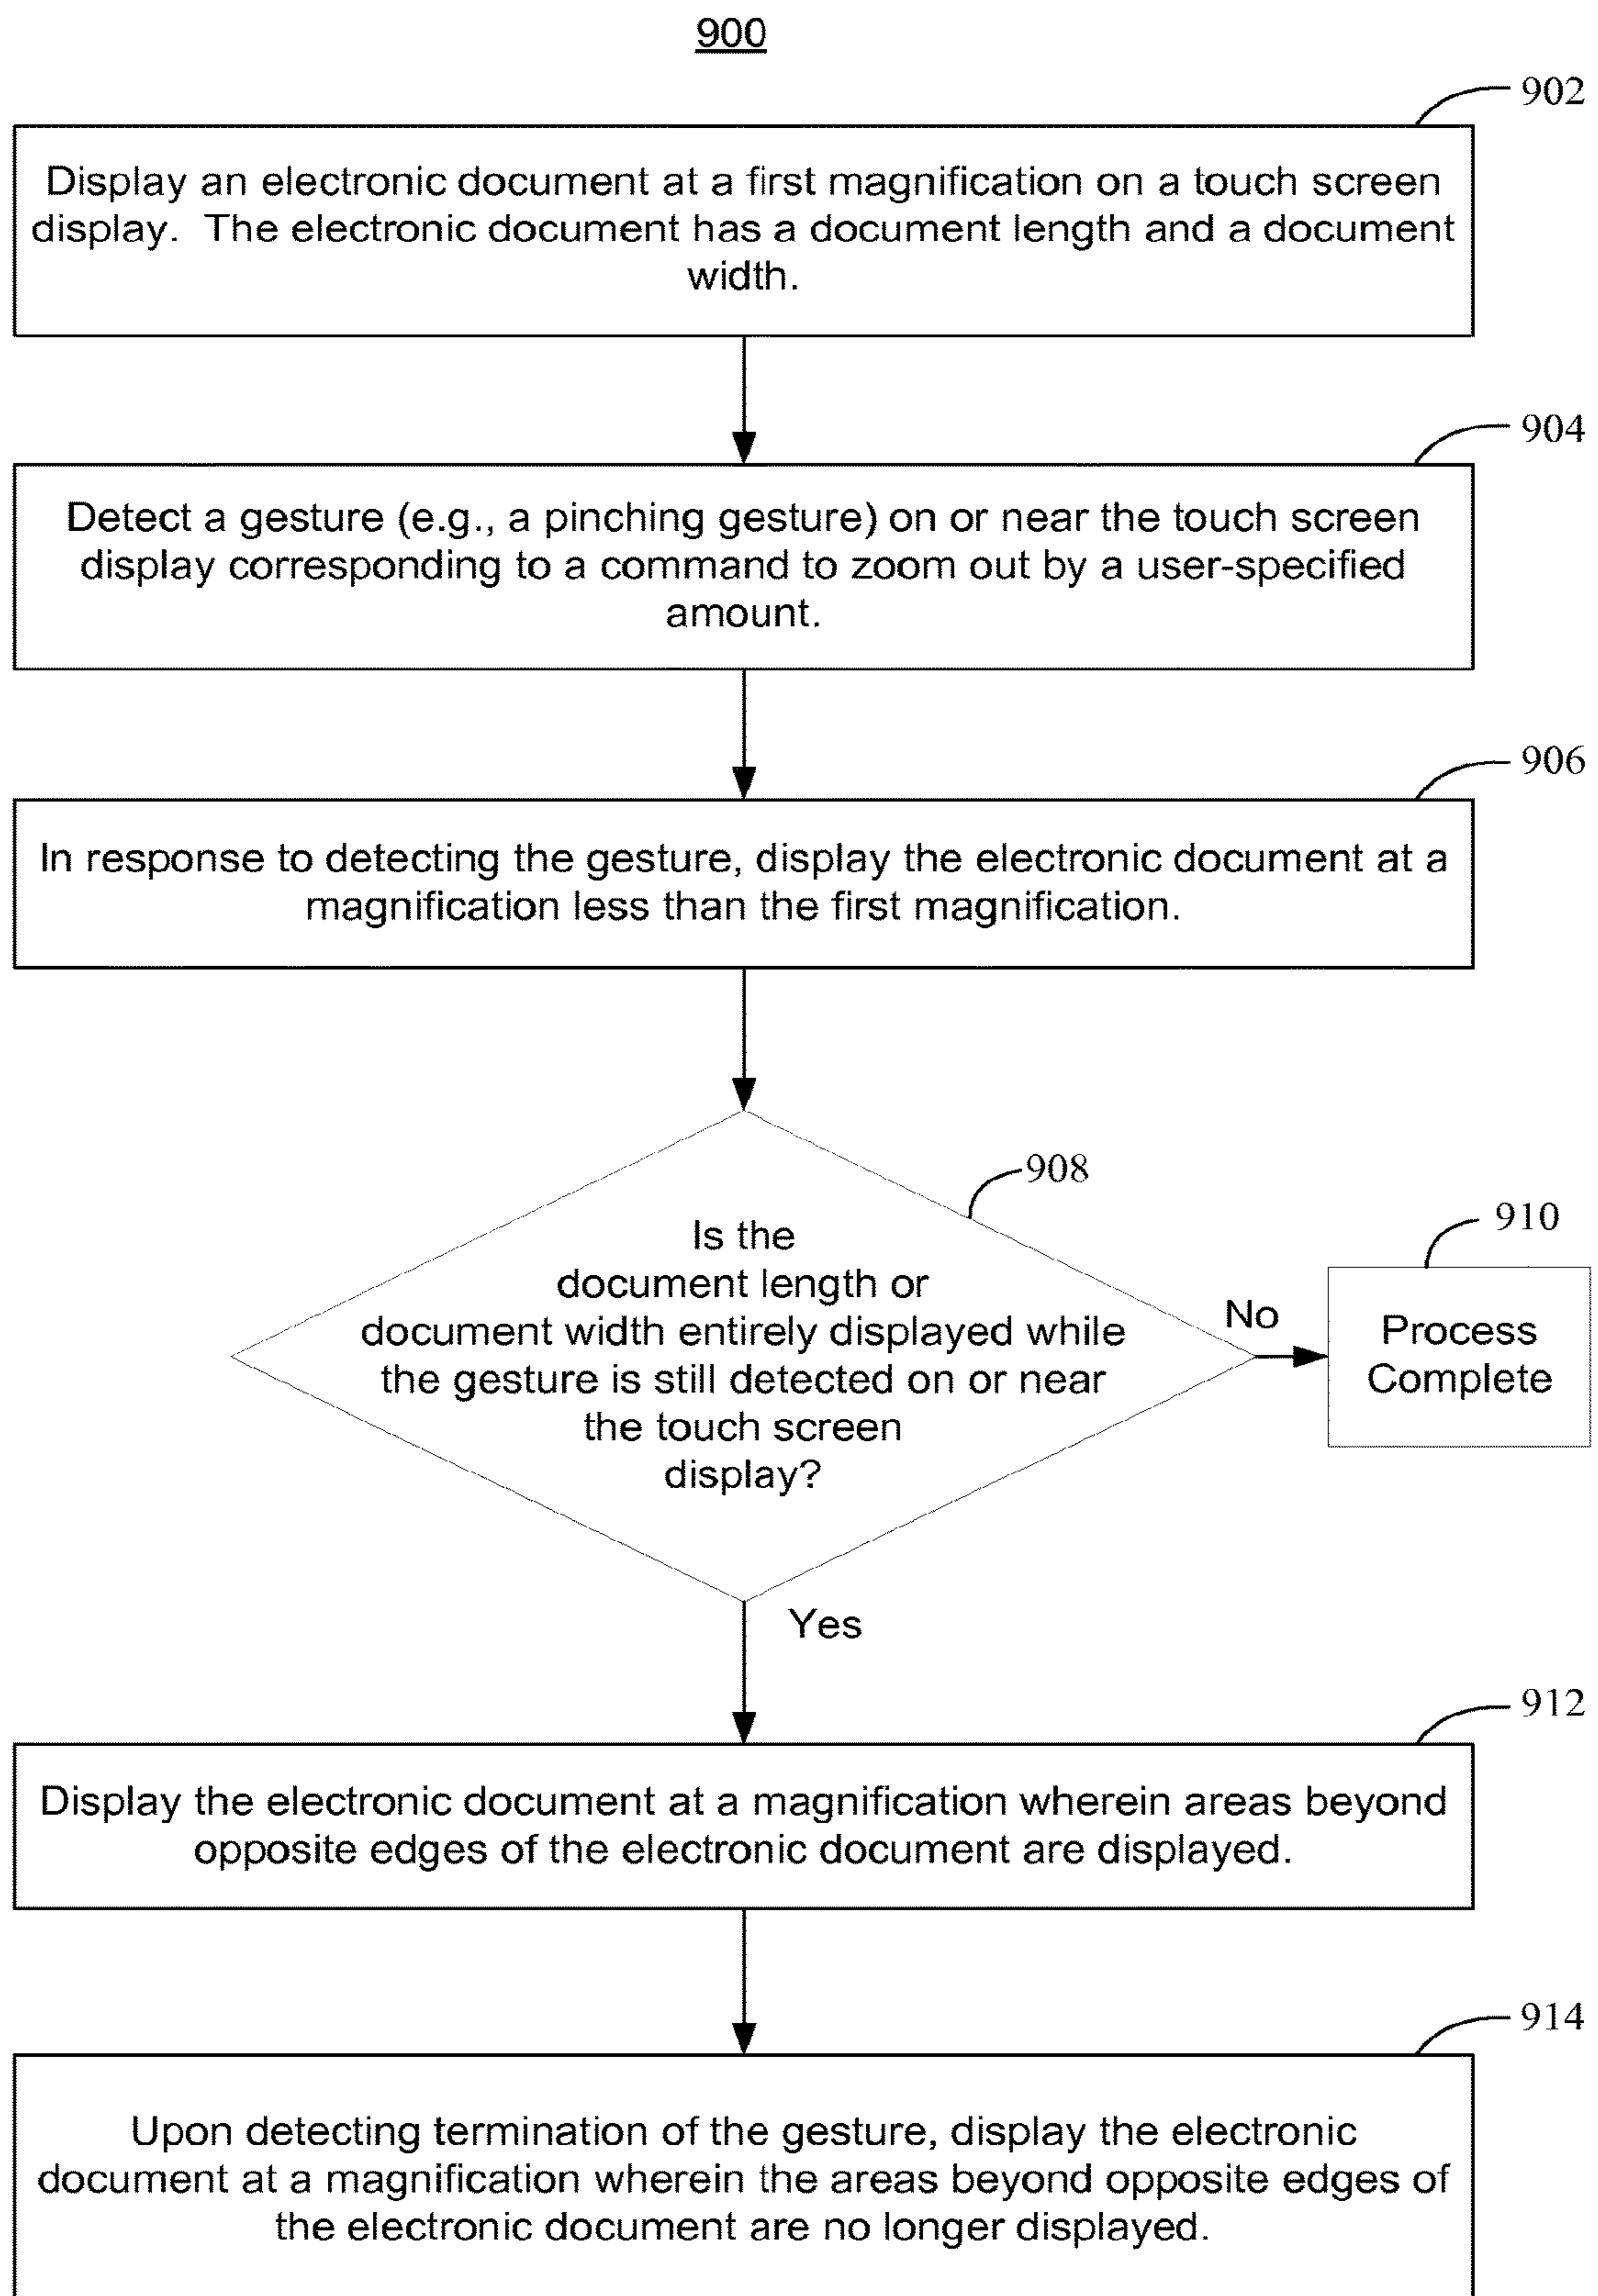 900
902
Display an electronic document at a first magnification on a touch screen
display.  The electronic document has a document length and a document
width.
904
Detect a gesture (e.g., a pinching gesture) on or near the touch screen
display corresponding to a command to zoom out by a user-specified
amount.
906
In response to detecting the gesture, display the electronic document at a
magnification less than the first magnification.
908
Is the
document length or
document width entirely displayed while
the gesture is still detected on or near
the touch screen
display?
No
910
Process
Complete
Yes
912
Display the electronic document at a magnification wherein areas beyond
opposite edges of the electronic document are displayed.
914
Upon detecting termination of the gesture, display the electronic
document at a magnification wherein the areas beyond opposite edges of
the electronic document are no longer displayed.